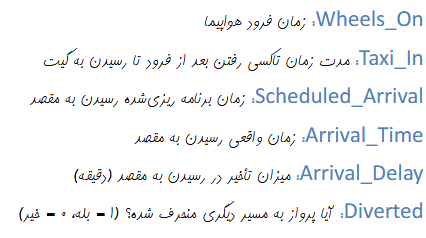 Wheels_On: زمان فرود هواپیما
Taxi_In: مدت زمان تاکسی رفتن بعد از فرود تا رسیدن به گیت
Scheduled_Arrival: زمان برنامه ریزی‌شده رسیدن به مقصد
Arrival_Time: زمان واقعی رسیدن به مقصد
Arrival_Delay: میزان تأخیر در رسیدن به مقصد (دقیقه)
Diverted: آیا پرواز به مسیر دیگری منحرف شده؟ (۱ = بله، ۰ = خیر)